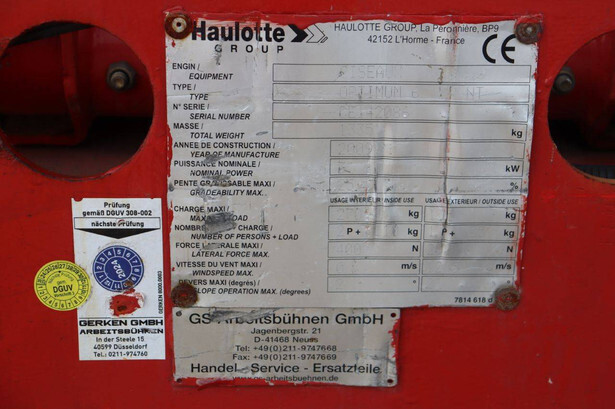 Haulotte
GROUP
HAULOTTE GROUP, La Péronnière, BP9
42152 L'Horme - France
CE
ENGIN /
EQUIPMENT
TYPE /
TYPE
OPTIMUM
N° SERIE /
SERIAL NUMBER
MASSE /
TOTAL WEIGHT
kg
ANNEE DE CONSTRUCTION /
YEAR OF MANUFACTURE
PUISSANCE NOMINALE /
NOMINAL POWER
kW
PENTE MAXI /
GRADEABILITY MAX.
%
USAGE INTERIEUR / INSIDE USE
USAGE EXTERIEUR / OUTSIDE USE
CHARGE MAXI /
LOAD
kg
kg
CHARGE /
NUMBER OF PERSONS + LOAD
P + kg
P + kg
FORCE LATERALE MAXI /
LATERAL FORCE MAX.
N
N
VITESSE DU VENT MAXI /
WINDSPEED MAX.
m/s
m/s
DEVERS MAXI (degrés) /
SLOPE OPERATION MAX. (degrees)
7814 618 0
Prüfung
gemäß DGUV 308-002
nächste Prüfung
2024
DGUV
GERKEN GMBH
ARBEITSBÜHNEN
In der Steele 15
40599 Düsseldorf
Tel.: 0211-974760
GS Arbeitsbühnen GmbH
Jagenbergstr. 21
D-41468 Neuss
Tel: +49(0)211-9747668
Fax: +49(0)211-9747669
Handel - Service - Ersatzteile
gs-arbeitsbuehnen.de